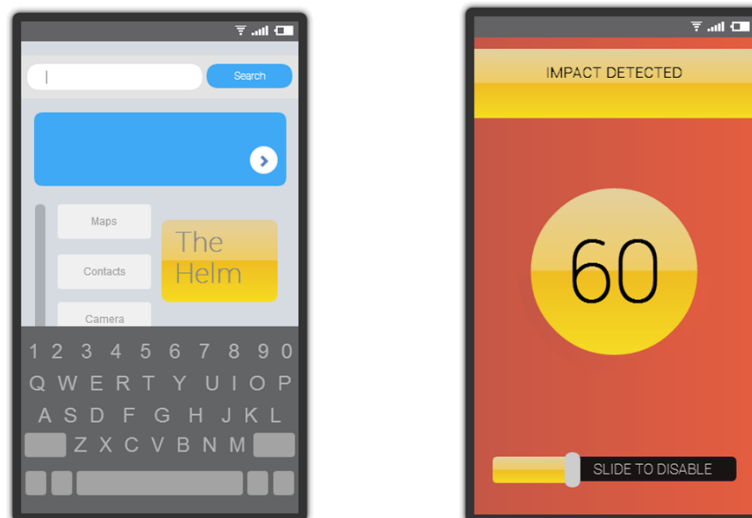 Search
Maps
Contacts
Camera
The
Helm
1 2 3 4 5 6 7 8 9 0
Q W E R T Y U I O P
A S D F G H J K L
Z X C V B N M
IMPACT DETECTED
60
SLIDE TO DISABLE